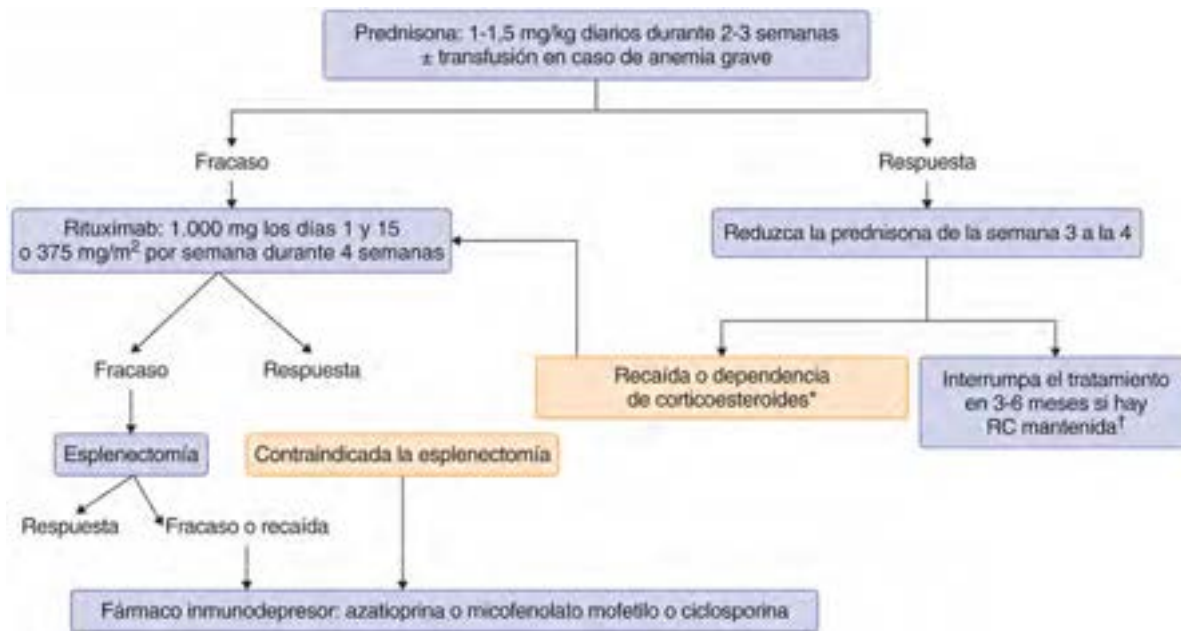 Prednisona: 1-1,5 mg/kg diarios durante 2-3 semanas
± transfusión en caso de anemia grave
Fracaso
Respuesta
Rituximab: 1.000 mg los días 1 y 15
o 375 mg/m² por semana durante 4 semanas
Reduzca la prednisona de la semana 3 a la 4
Fracaso
Respuesta
Recaída o dependencia
de corticoesteroides*
Interrumpa el tratamiento
en 3-6 meses si hay
RC mantenida†
Esplenectomía
Contraindicada la esplenectomía
Respuesta
Fracaso o recaída
Fármaco inmunodepresor: azatioprina o micofenolato mofetilo o ciclosporina